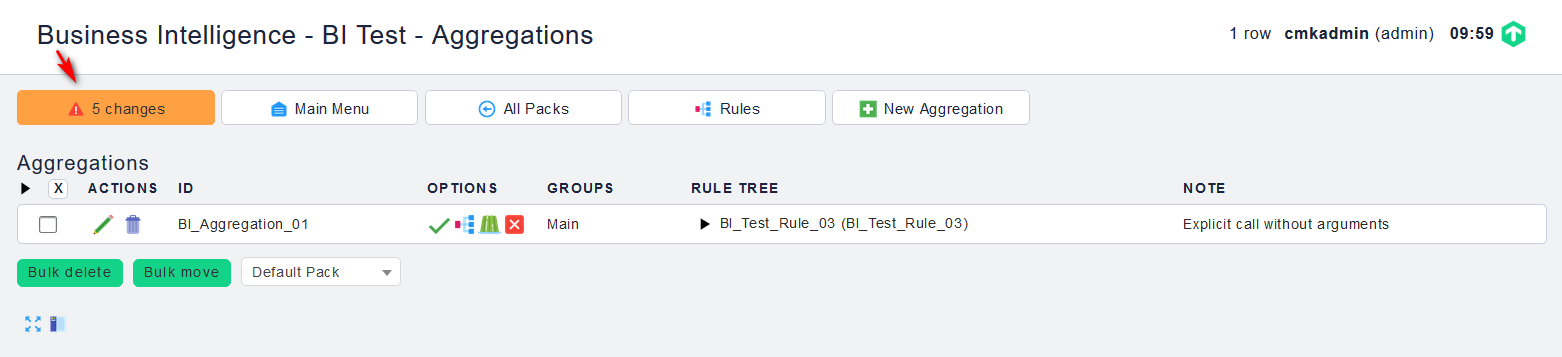 Business Intelligence - BI Test - Aggregations
1 row cmkadmin (admin) 09:59
5 changes Main Menu All Packs Rules New Aggregation
Aggregations
X ACTIONS ID OPTIONS GROUPS RULE TREE NOTE
BI_Aggregation_01 Main BI_Test_Rule_03 (BI_Test_Rule_03) Explicit call without arguments
Bulk delete Bulk move Default Pack